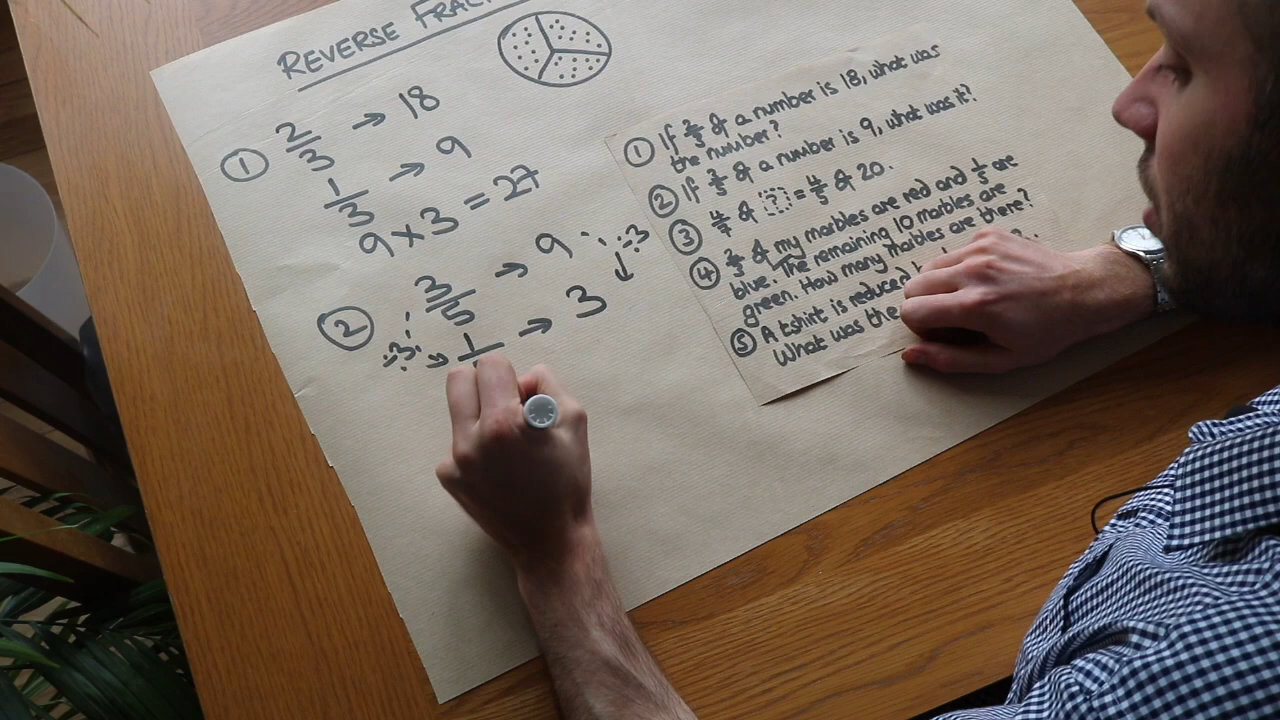 REVERSE
① 2/3 → 18
1/3 → 9
9 × 3 = 27
② 3/5 → 9 ÷3
÷3 → 1/ → 3
① If 2/3 of a number is 18, what was
the number?
② If 3/5 of a number is 9, what was it?
③ 4/7 of [?] = 4/5 of 20.
④ 2/5 of my marbles are red and 1/5 are
blue. The remaining 10 marbles are
green. How many marbles are there?
⑤ A tshirt is reduced
What was the